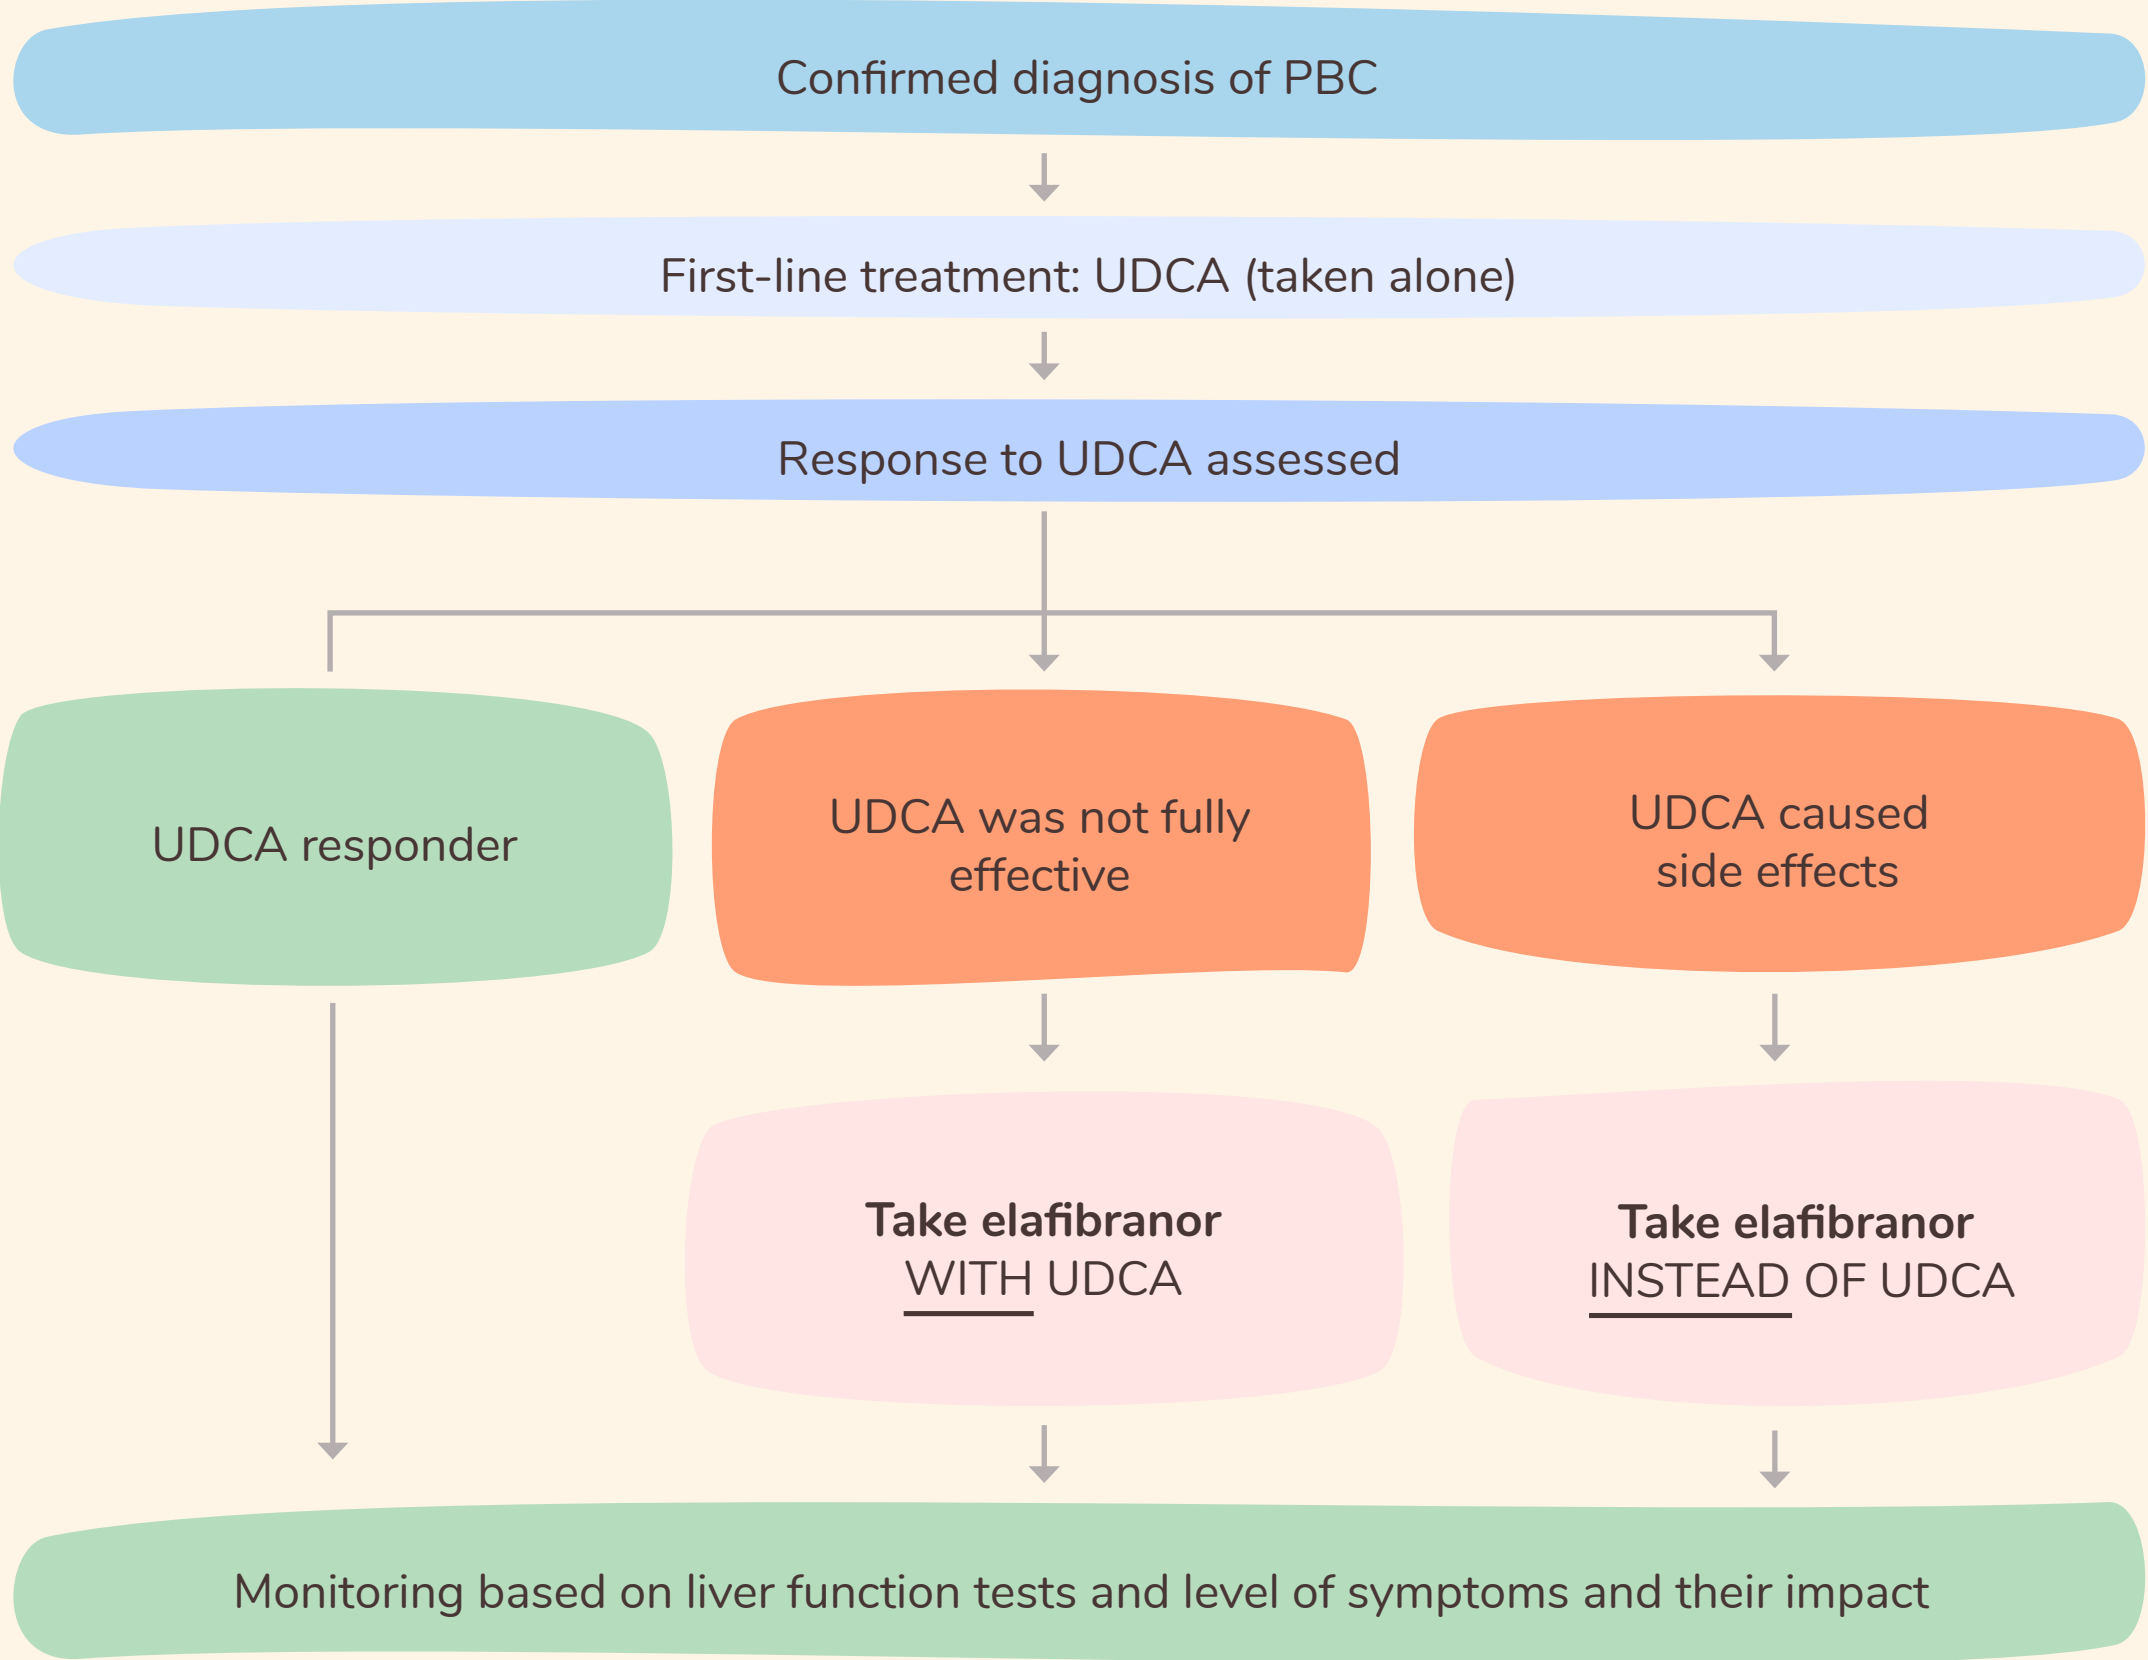 Confirmed diagnosis of PBC
First-line treatment: UDCA (taken alone)
Response to UDCA assessed
UDCA responder
UDCA was not fully
effective
UDCA caused
side effects
Take elafibranor
WITH UDCA
Take elafibranor
INSTEAD OF UDCA
Monitoring based on liver function tests and level of symptoms and their impact